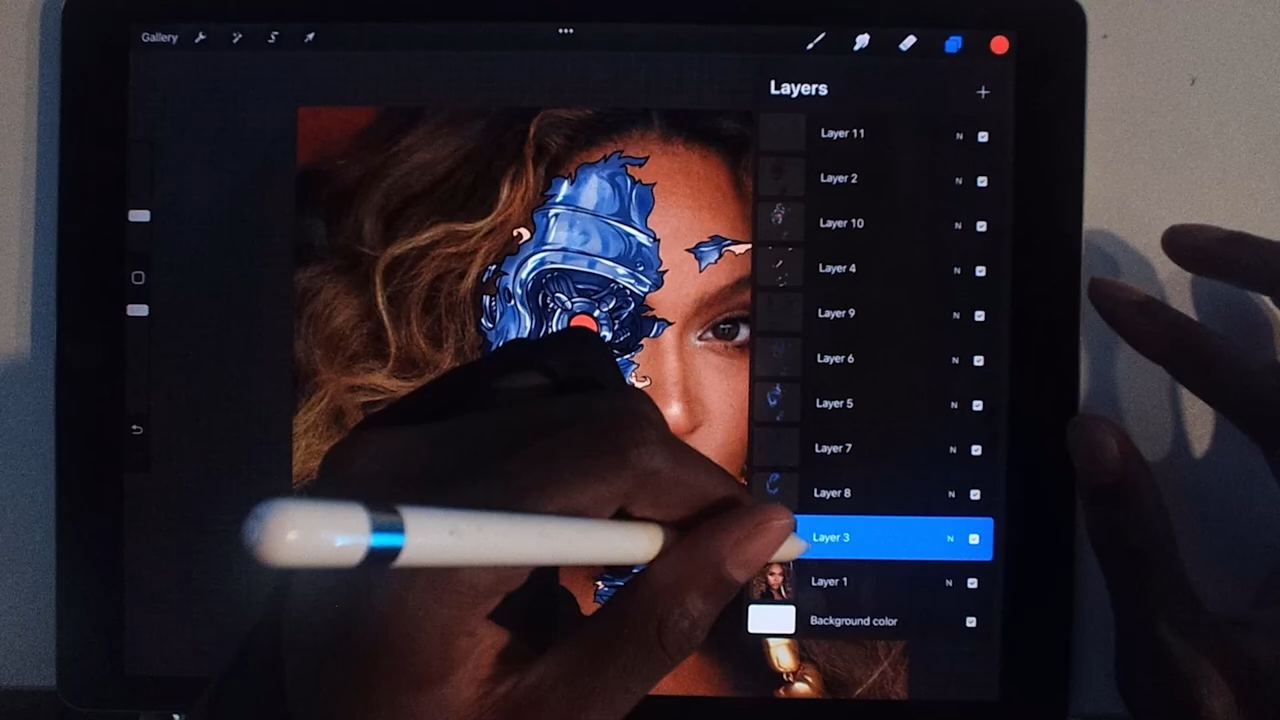 Gallery
Layers
Layer 11 N
Layer 2 N
Layer 10 N
Layer 4 N
Layer 9 N
Layer 6 N
Layer 5 N
Layer 7 N
Layer 8 N
Layer 3 N
Layer 1 N
Background color